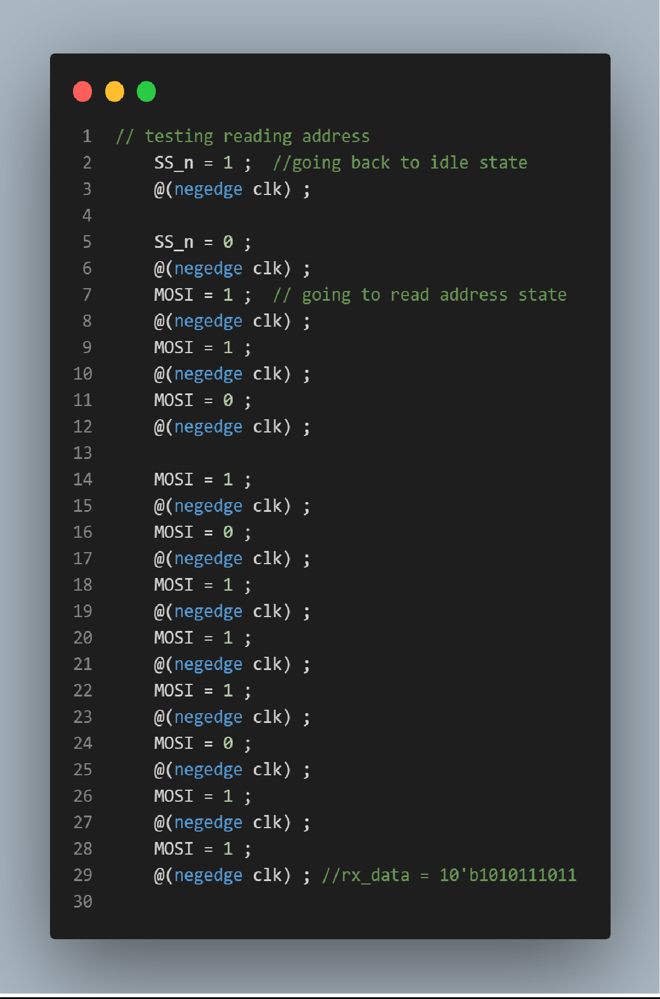 1 // testing reading address
2 SS_n = 1 ; //going back to idle state
3 @(negedge clk) ;
4
5 SS_n = 0 ;
6 @(negedge clk) ;
7 MOSI = 1 ; // going to read address state
8 @(negedge clk) ;
9 MOSI = 1 ;
10 @(negedge clk) ;
11 MOSI = 0 ;
12 @(negedge clk) ;
13
14 MOSI = 1 ;
15 @(negedge clk) ;
16 MOSI = 0 ;
17 @(negedge clk) ;
18 MOSI = 1 ;
19 @(negedge clk) ;
20 MOSI = 1 ;
21 @(negedge clk) ;
22 MOSI = 1 ;
23 @(negedge clk) ;
24 MOSI = 0 ;
25 @(negedge clk) ;
26 MOSI = 1 ;
27 @(negedge clk) ;
28 MOSI = 1 ;
29 @(negedge clk) ; //rx_data = 10'b1010111011
30